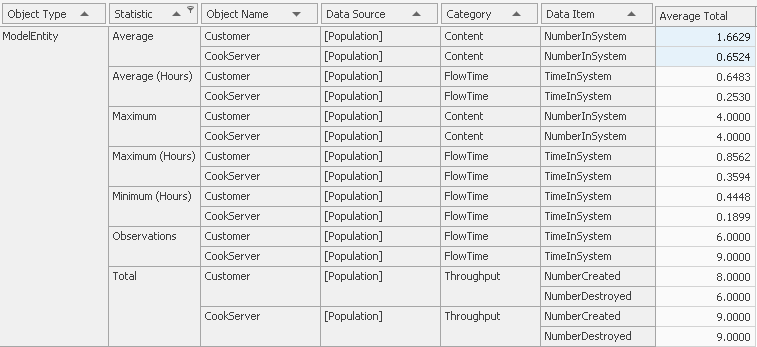 Object Type Statistic Object Name Data Source Category Data Item Average Total
ModelEntity Average Customer [Population] Content NumberInSystem 1.6629
CookServer [Population] Content NumberInSystem 0.6524
Average (Hours) Customer [Population] FlowTime TimeInSystem 0.6483
CookServer [Population] FlowTime TimeInSystem 0.2530
Maximum Customer [Population] Content NumberInSystem 4.0000
CookServer [Population] Content NumberInSystem 4.0000
Maximum (Hours) Customer [Population] FlowTime TimeInSystem 0.8562
CookServer [Population] FlowTime TimeInSystem 0.3594
Minimum (Hours) Customer [Population] FlowTime TimeInSystem 0.4448
CookServer [Population] FlowTime TimeInSystem 0.1899
Observations Customer [Population] FlowTime TimeInSystem 6.0000
CookServer [Population] FlowTime TimeInSystem 9.0000
Total Customer [Population] Throughput NumberCreated 8.0000
NumberDestroyed 6.0000
CookServer [Population] Throughput NumberCreated 9.0000
NumberDestroyed 9.0000